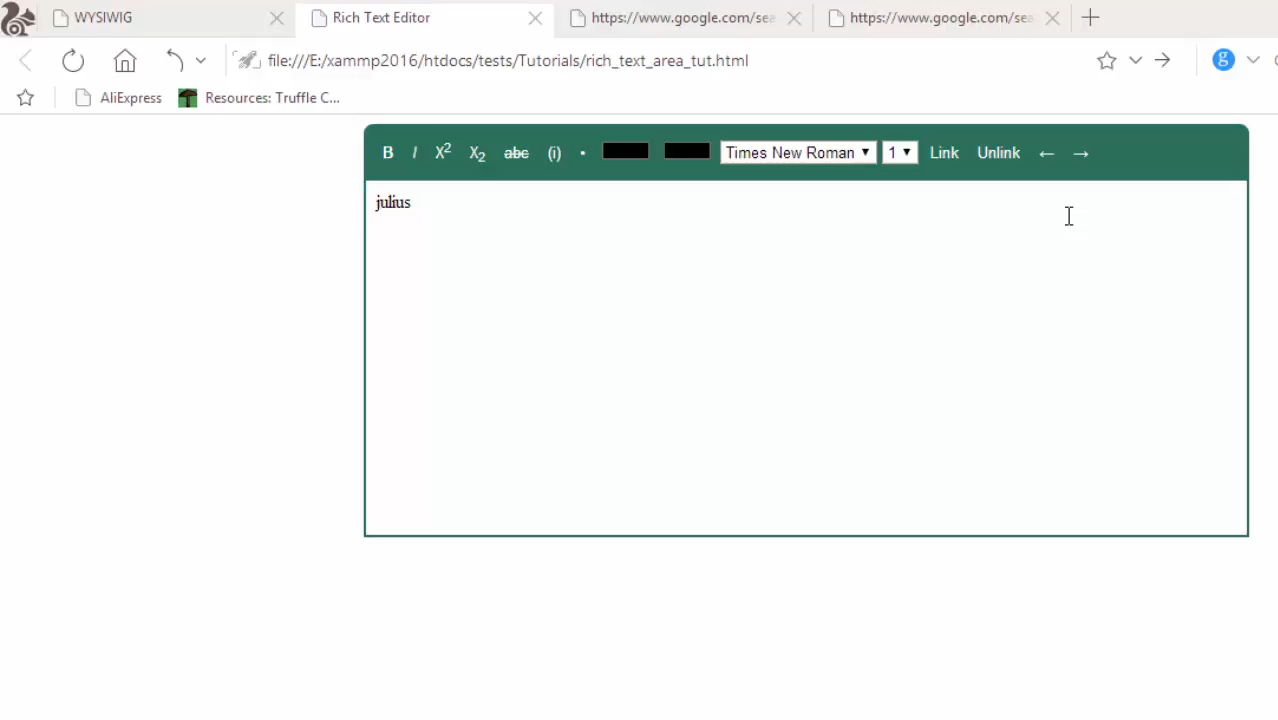 WYSIWIG
Rich Text Editor
https://www.google.com/sea
https://www.google.com/sea
file:///E:/xammp2016/htdocs/tests/Tutorials/rich_text_area_tut.html
g
AliExpress
Resources: Truffle C...
B I X² X₂ abc (i) • Times New Roman 1 Link Unlink ← →
julius